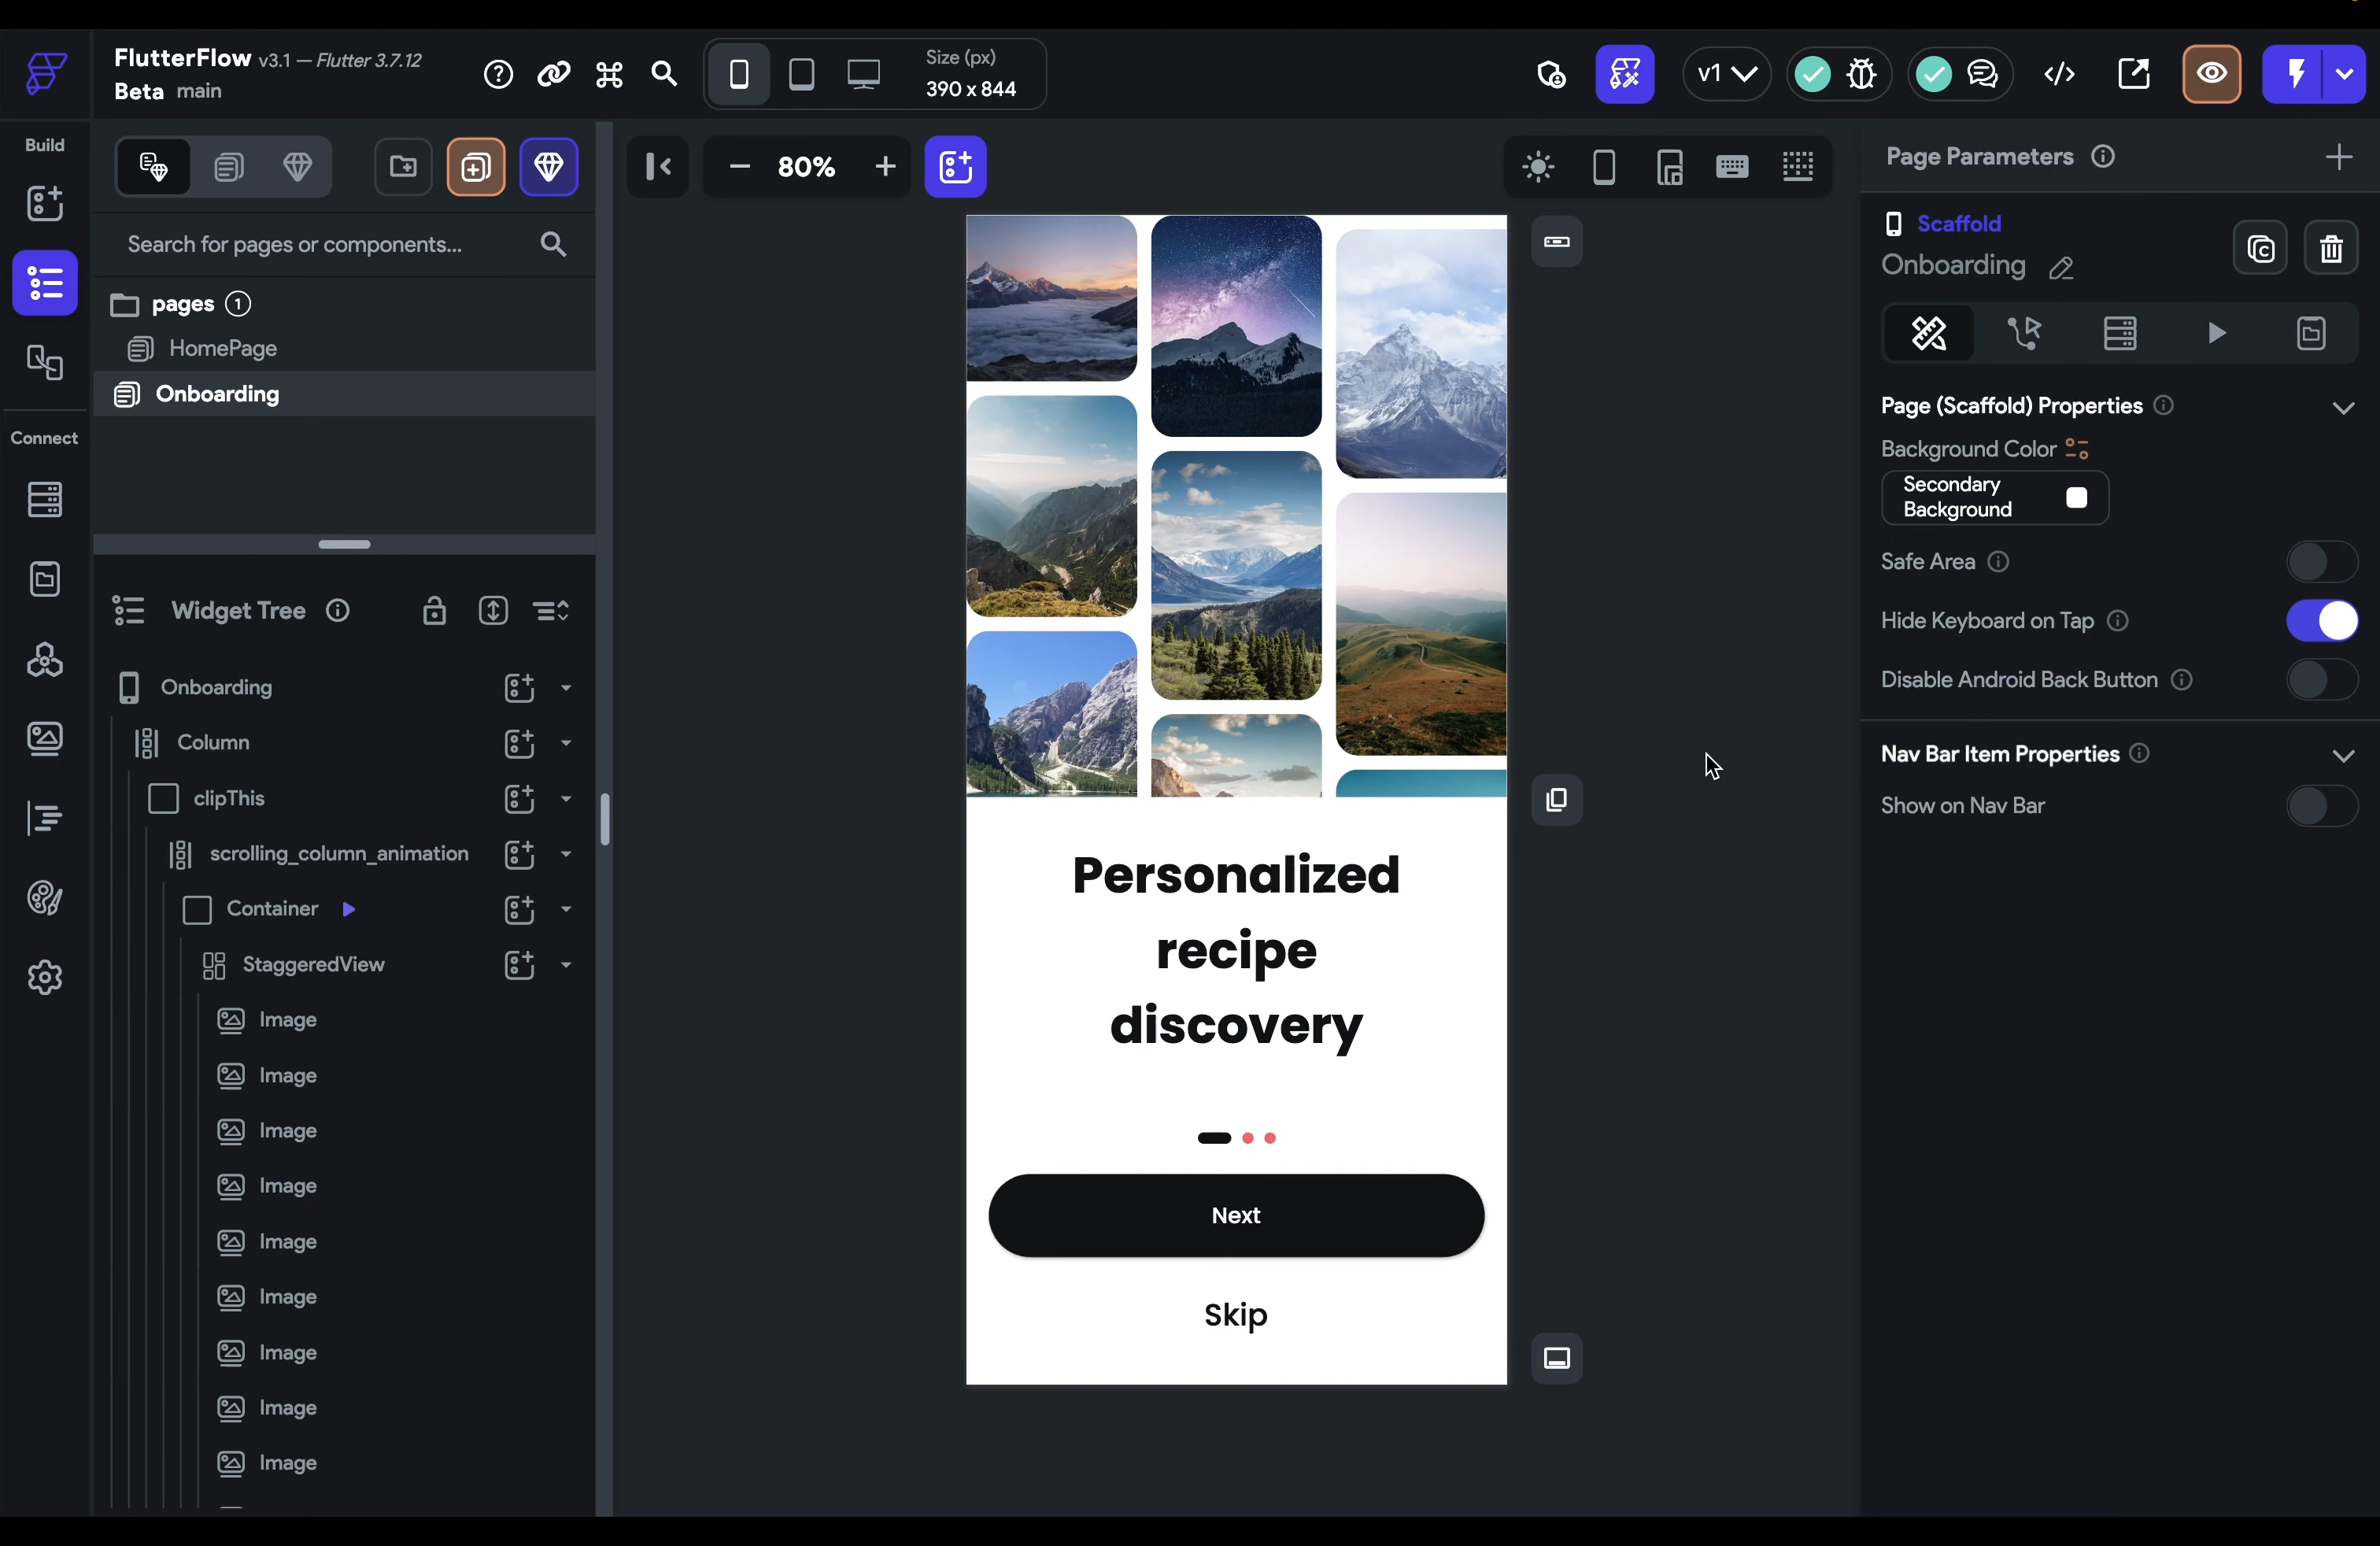 FlutterFlow v3.1 — Flutter 3.7.12
Beta main
Size (px)
390 x 844
v1
Build
Connect
Search for pages or components...
pages 1
HomePage
Onboarding
Widget Tree
Onboarding
Column
clipThis
scrolling_column_animation
Container
StaggeredView
Image
Image
Image
Image
Image
Image
Image
Image
Image
80%
Personalized
recipe
discovery
Next
Skip
Page Parameters
Scaffold
Onboarding
Page (Scaffold) Properties
Background Color
Secondary
Background
Safe Area
Hide Keyboard on Tap
Disable Android Back Button
Nav Bar Item Properties
Show on Nav Bar